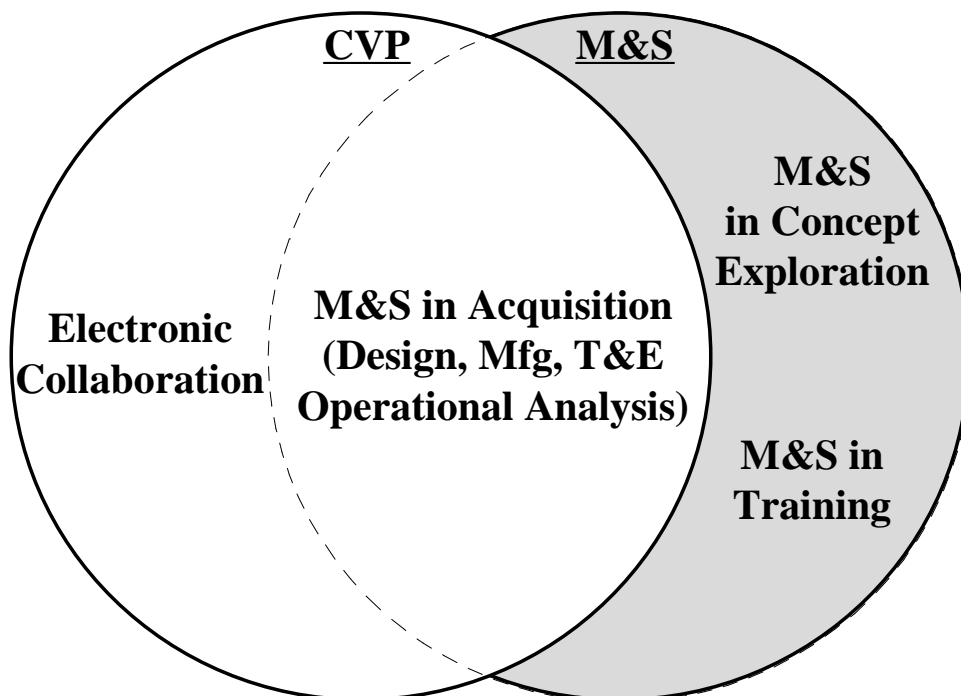 CVP
M&S
M&S
in Concept
Exploration
Electronic
Collaboration
M&S in Acquisition
(Design, Mfg, T&E
Operational Analysis)
M&S in
Training